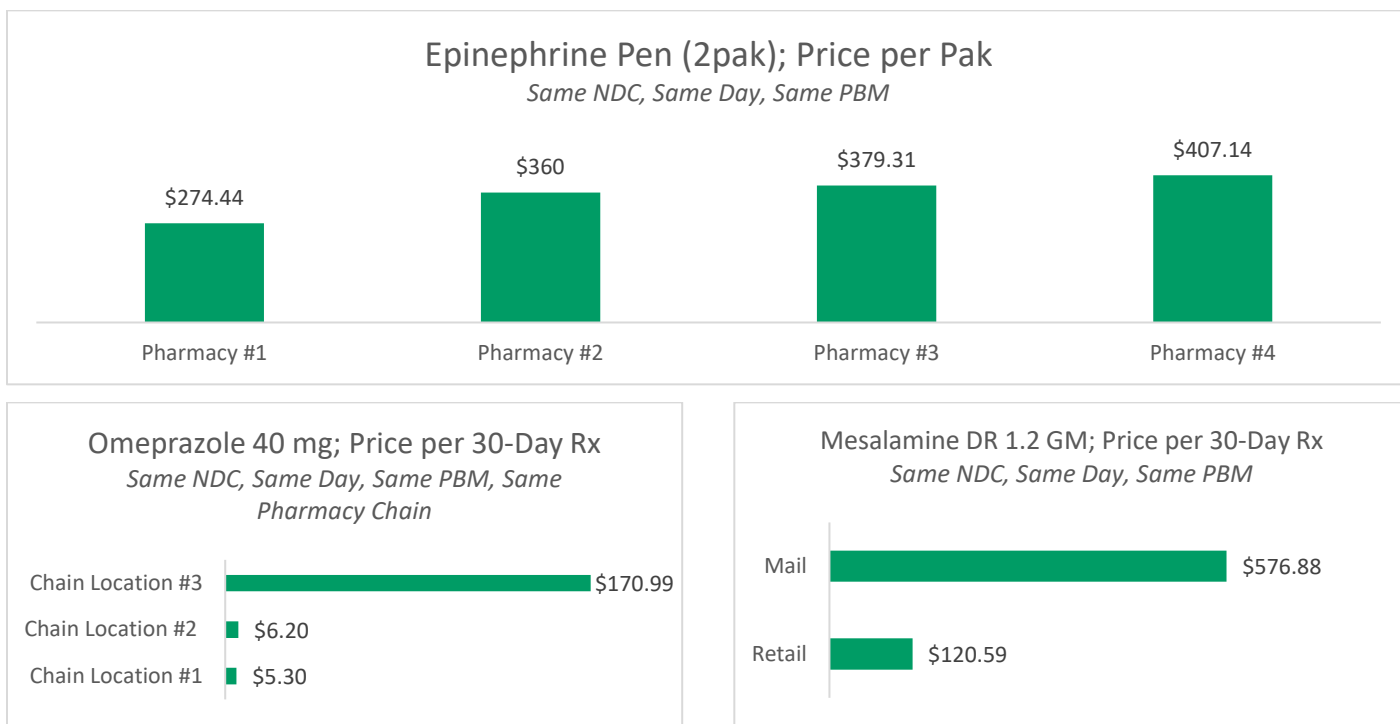 Epinephrine Pen (2pak); Price per Pak
Same NDC, Same Day, Same PBM
$274.44
$360
$379.31
$407.14
Pharmacy #1
Pharmacy #2
Pharmacy #3
Pharmacy #4
Omeprazole 40 mg; Price per 30-Day Rx
Same NDC, Same Day, Same PBM, Same
Pharmacy Chain
Chain Location #3
$170.99
Chain Location #2
$6.20
Chain Location #1
$5.30
Mesalamine DR 1.2 GM; Price per 30-Day Rx
Same NDC, Same Day, Same PBM
Mail
$576.88
Retail
$120.59